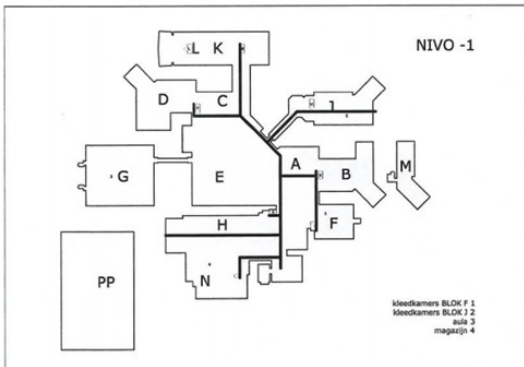 NIVO -1
L K
D
C
J
A
B
M
G
E
F
H
N
PP
kleedkamers BLOK F 1
kleedkamers BLOK J 2
aula 3
magazijn 4